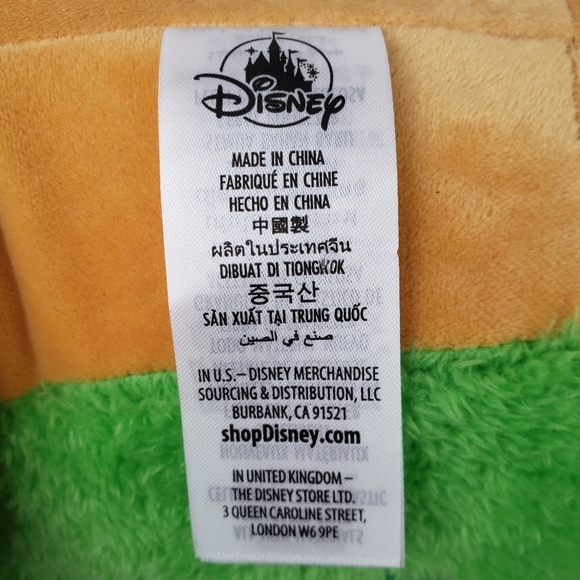 Disney
MADE IN CHINA
FABRIQUÉ EN CHINE
HECHO EN CHINA
中國製
ผลิตในประเทศจีน
DIBUAT DI TIONGKOK
중국산
SẢN XUẤT TẠI TRUNG QUỐC
صنع في الصين
IN U.S.– DISNEY MERCHANDISE
SOURCING & DISTRIBUTION, LLC
BURBANK, CA 91521
shopDisney.com
IN UNITED KINGDOM –
THE DISNEY STORE LTD.
3 QUEEN CAROLINE STREET,
LONDON W6 9PE